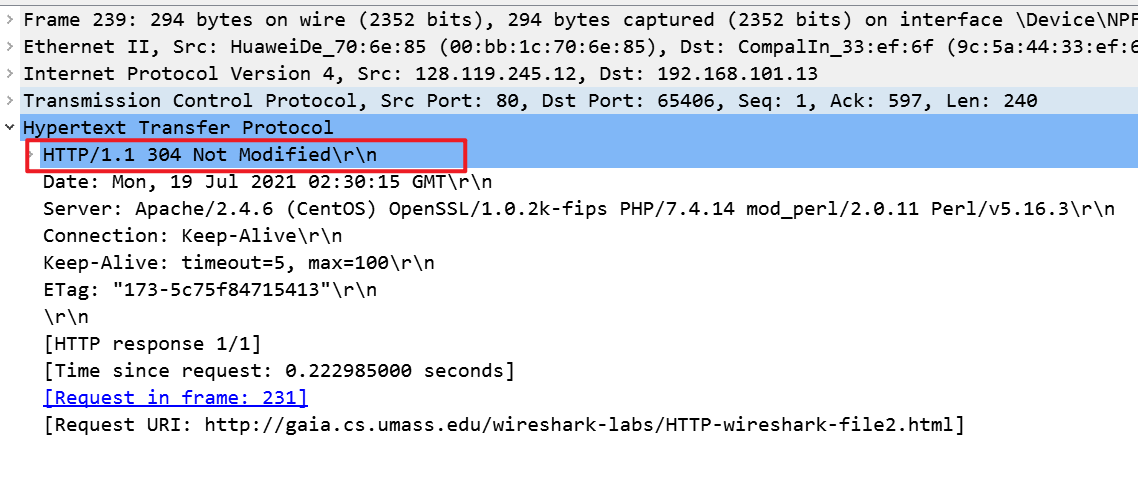 Frame 239: 294 bytes on wire (2352 bits), 294 bytes captured (2352 bits) on interface \Device\NPF
Ethernet II, Src: HuaweiDe_70:6e:85 (00:bb:1c:70:6e:85), Dst: CompalIn_33:ef:6f (9c:5a:44:33:ef:6
Internet Protocol Version 4, Src: 128.119.245.12, Dst: 192.168.101.13
Transmission Control Protocol, Src Port: 80, Dst Port: 65406, Seq: 1, Ack: 597, Len: 240
Hypertext Transfer Protocol
HTTP/1.1 304 Not Modified\r\n
Date: Mon, 19 Jul 2021 02:30:15 GMT\r\n
Server: Apache/2.4.6 (CentOS) OpenSSL/1.0.2k-fips PHP/7.4.14 mod_perl/2.0.11 Perl/v5.16.3\r\n
Connection: Keep-Alive\r\n
Keep-Alive: timeout=5, max=100\r\n
ETag: "173-5c75f84715413"\r\n
\r\n
[HTTP response 1/1]
[Time since request: 0.222985000 seconds]
[Request in frame: 231]
[Request URI: http://gaia.cs.umass.edu/wireshark-labs/HTTP-wireshark-file2.html]